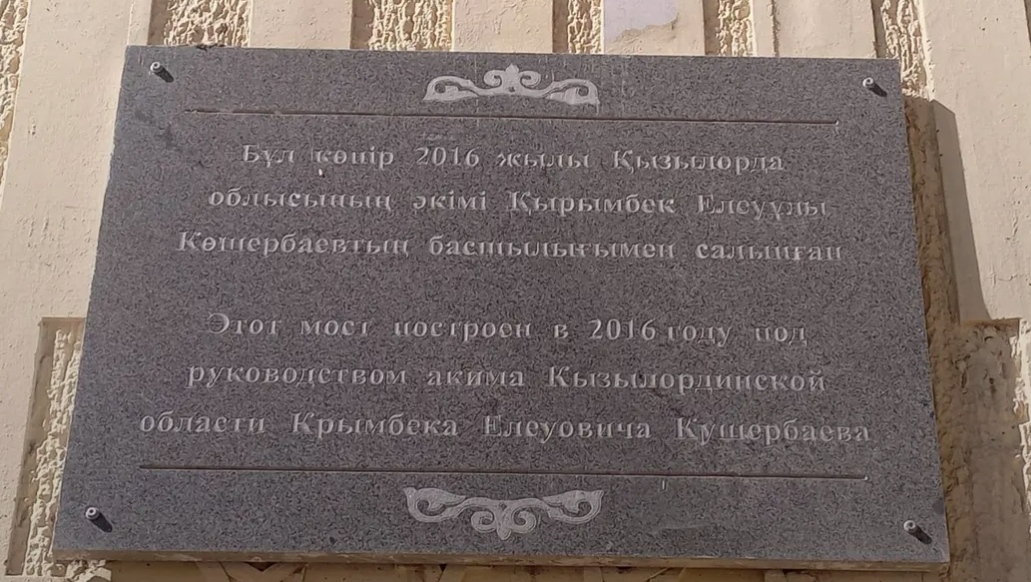 Бұл көпір 2016 жылы Қызылорда
облысының әкімі Қырымбек Елеуұлы
Көшербаевтың басшылығымен салынған
Этот мост построен в 2016 году под
руководством акима Кызылординской
области Крымбека Елеуовича Кушербаева